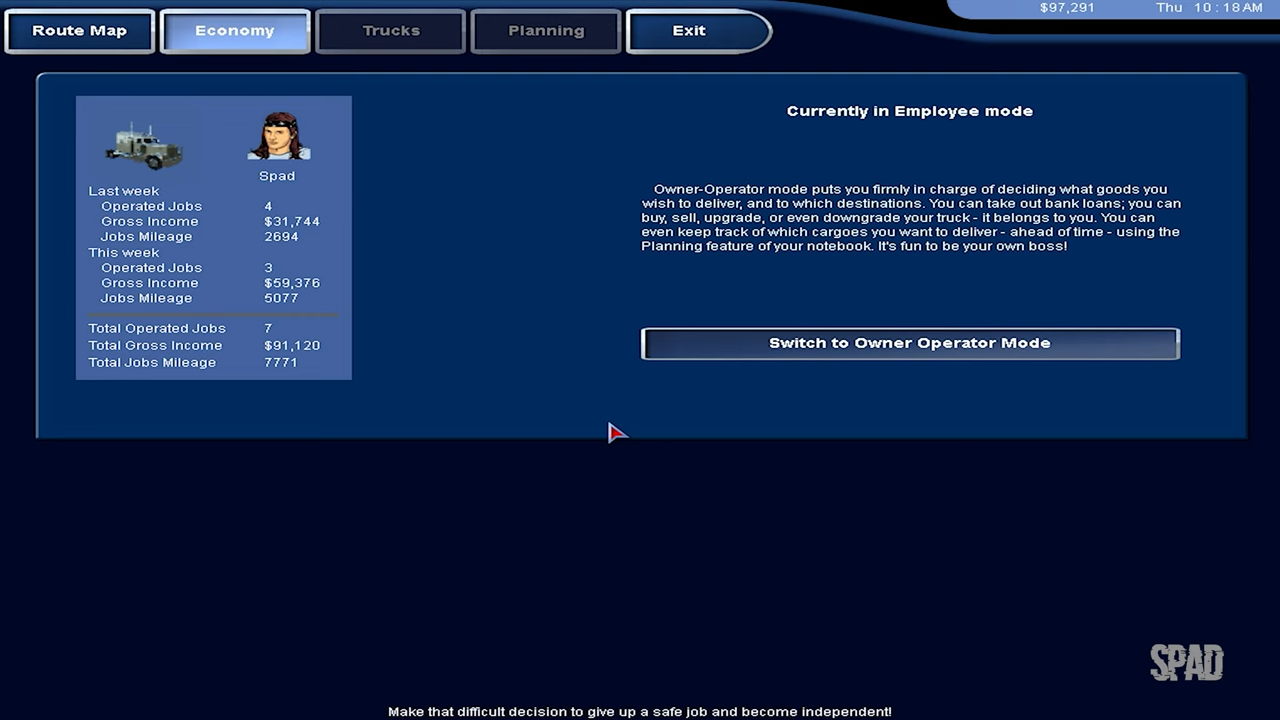 $97,291 Thu 10 : 18 AM
Route Map Economy Trucks Planning Exit
Currently in Employee mode
Spad
Last week
Operated Jobs 4
Gross Income $31,744
Jobs Mileage 2694
This week
Operated Jobs 3
Gross Income $59,376
Jobs Mileage 5077
Total Operated Jobs 7
Total Gross Income $91,120
Total Jobs Mileage 7771
Owner-Operator mode puts you firmly in charge of deciding what goods you
wish to deliver, and to which destinations. You can take out bank loans; you can
buy, sell, upgrade, or even downgrade your truck - it belongs to you. You can
even keep track of which cargoes you want to deliver - ahead of time - using the
Planning feature of your notebook. It's fun to be your own boss!
Switch to Owner Operator Mode
SPAD
Make that difficult decision to give up a safe job and become independent!